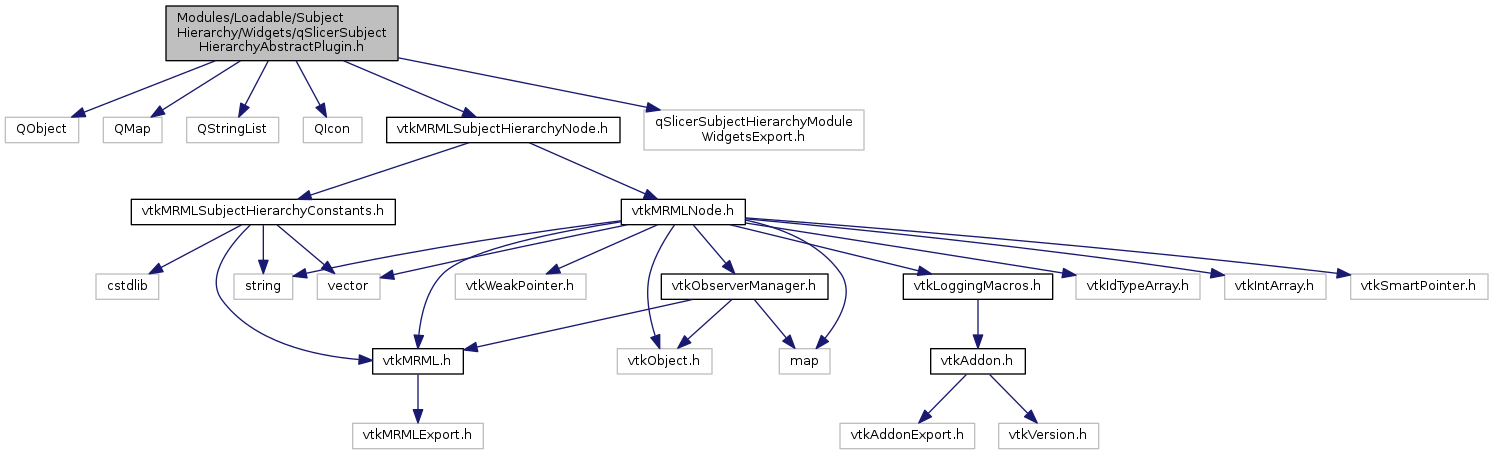 Modules/Loadable/Subject
Hierarchy/Widgets/qSlicerSubject
HierarchyAbstractPlugin.h
QObject
QMap
QStringList
QIcon
vtkMRMLSubjectHierarchyNode.h
qSlicerSubjectHierarchyModule
WidgetsExport.h
vtkMRMLSubjectHierarchyConstants.h
vtkMRMLNode.h
cstdlib
string
vector
vtkWeakPointer.h
vtkObserverManager.h
vtkLoggingMacros.h
vtkIdTypeArray.h
vtkIntArray.h
vtkSmartPointer.h
vtkMRML.h
vtkObject.h
map
vtkAddon.h
vtkMRMLExport.h
vtkAddonExport.h
vtkVersion.h